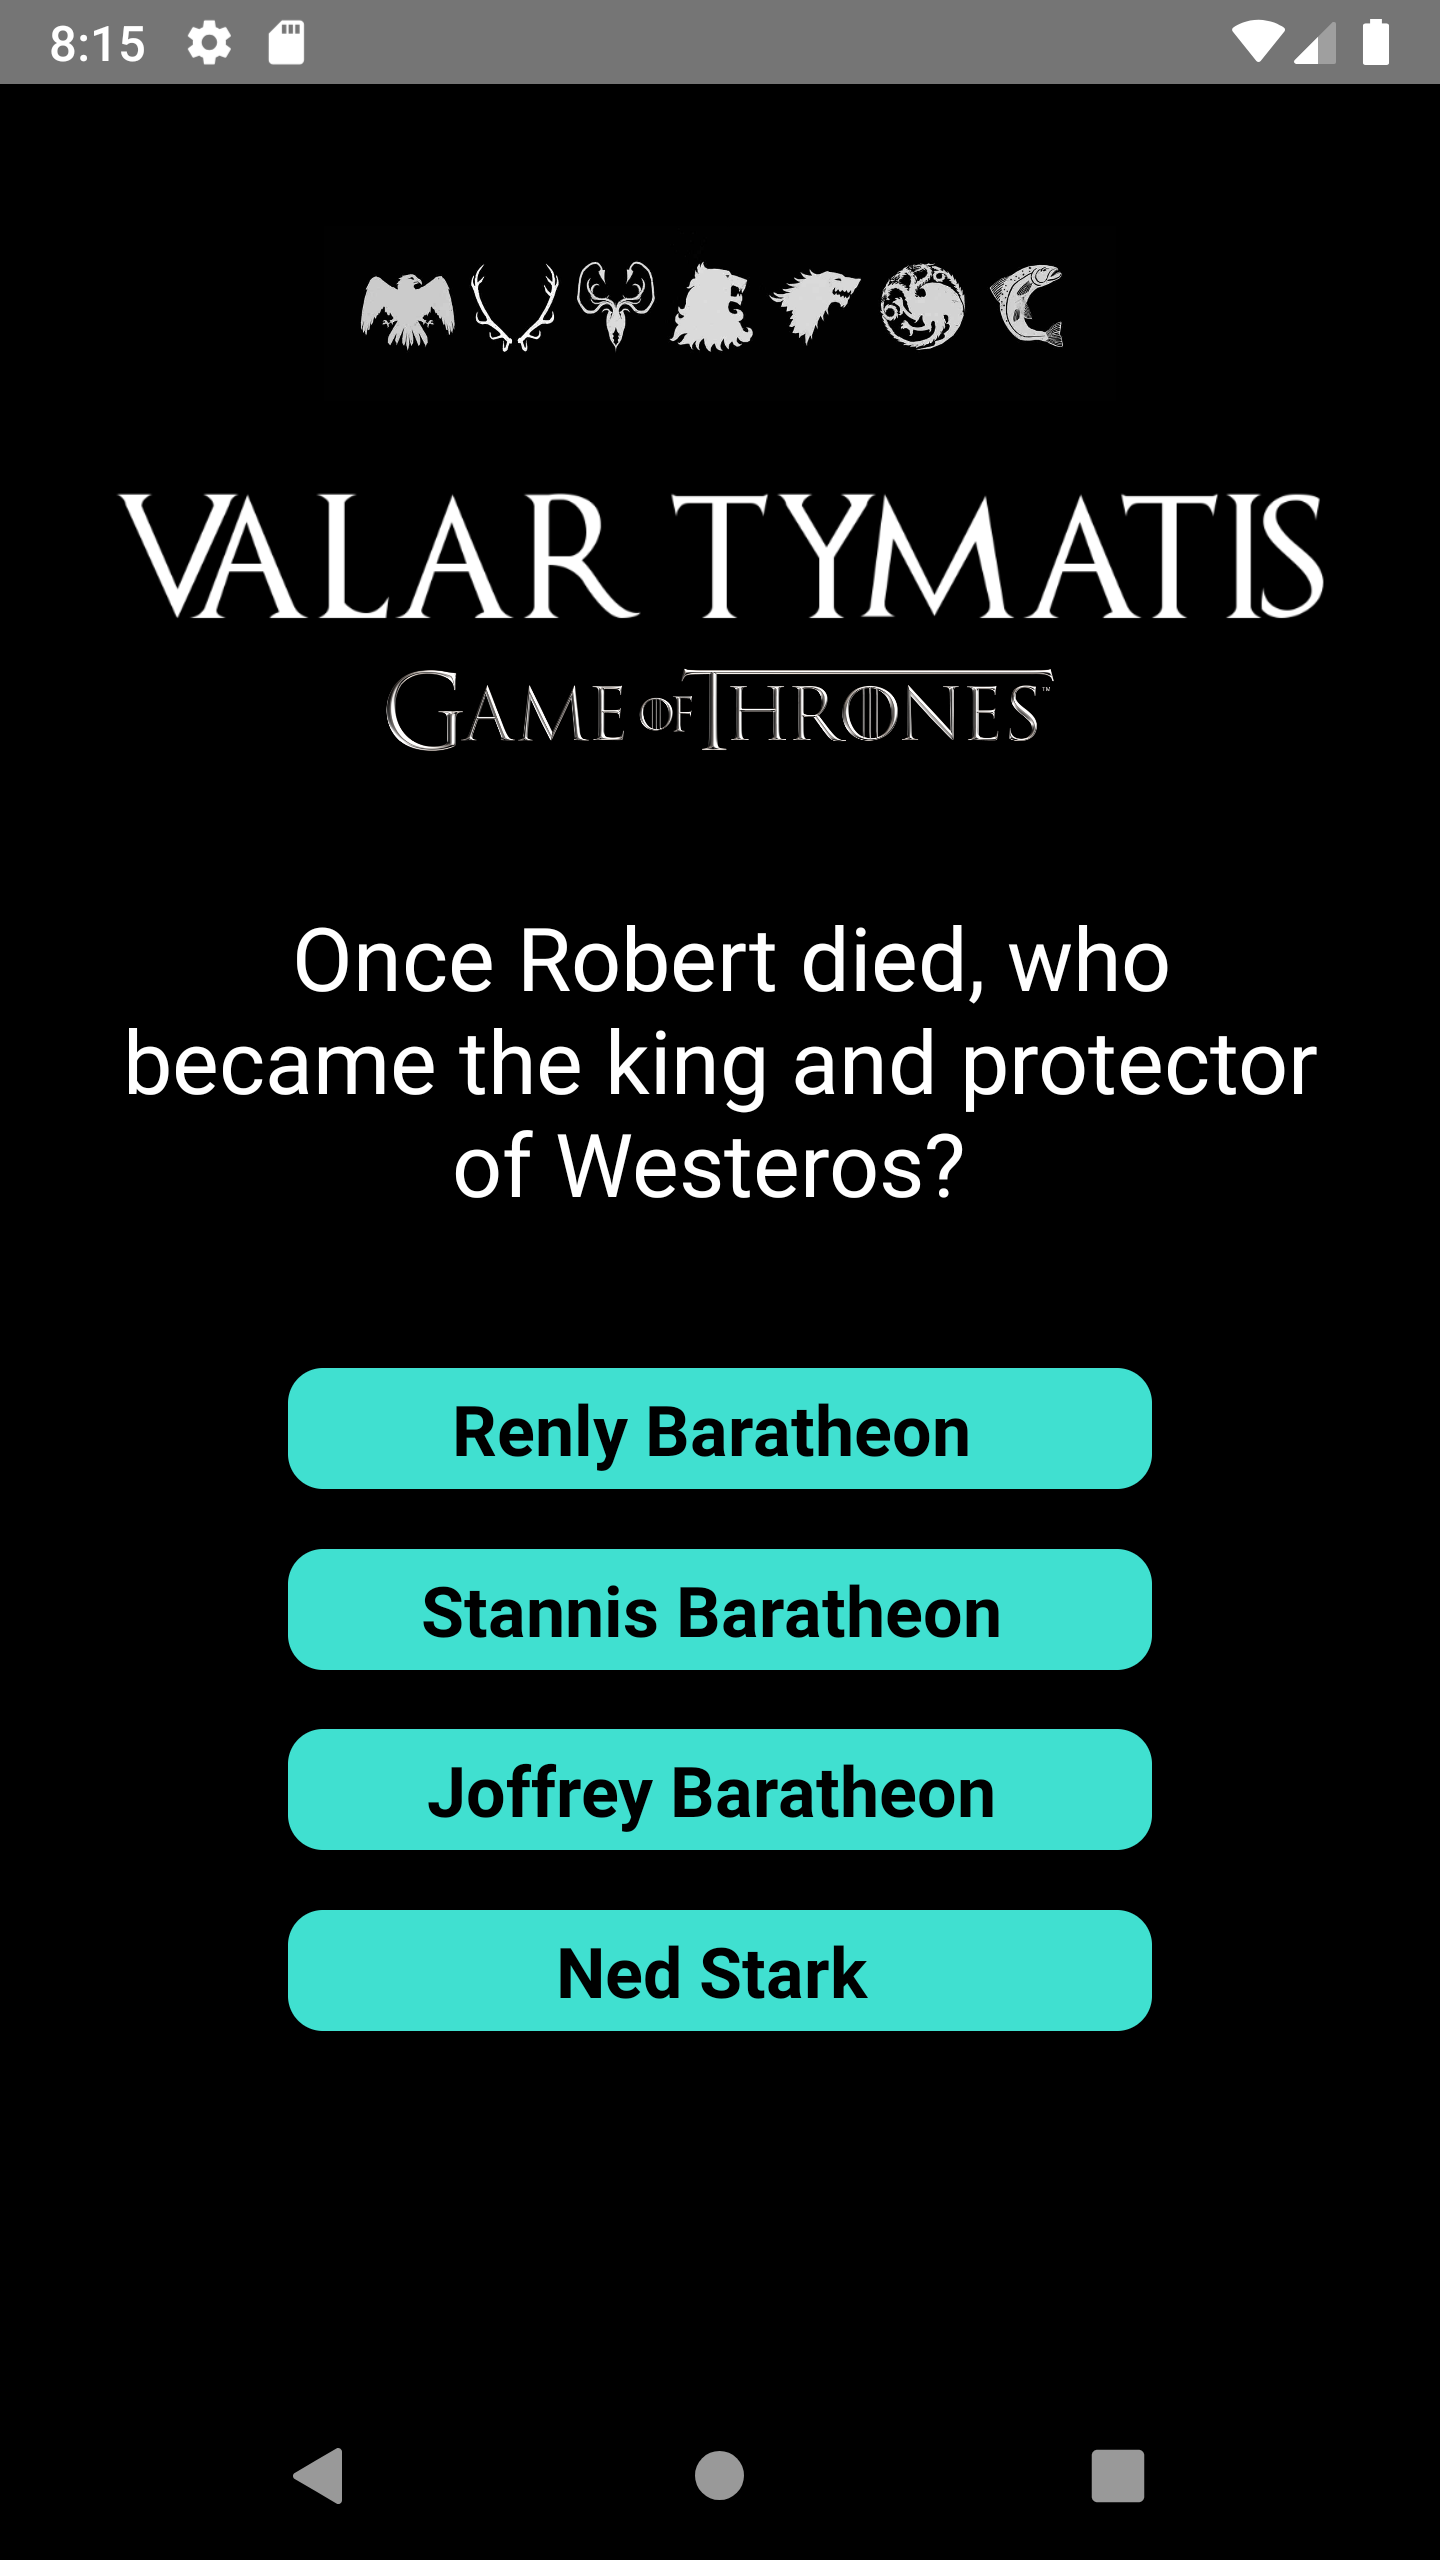 8:15
VALAR TYMATIS
GAME OF THRONES™
Once Robert died, who
became the king and protector
of Westeros?
Renly Baratheon
Stannis Baratheon
Joffrey Baratheon
Ned Stark